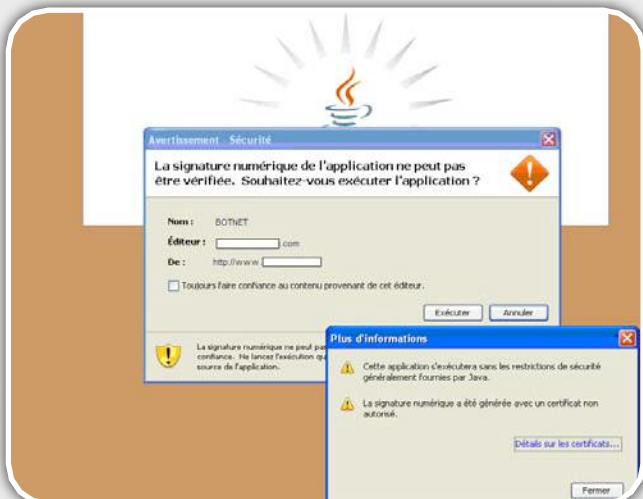 Avertissement - Sécurité
La signature numérique de l'application ne peut pas
être vérifiée. Souhaitez-vous exécuter l'application ?
Nom : BOTNET
Éditeur : .com
De : http://www.
Toujours faire confiance au contenu provenant de cet éditeur.
Exécuter Annuler
La signature numérique ne peut pas
confiance. Ne lancez l'exécution
source de l'application.
Plus d'informations
Cette application s'exécutera sans les restrictions de sécurité
généralement fournies par Java.
La signature numérique a été générée avec un certificat non
autorisé.
Détails sur les certificats...
Fermer